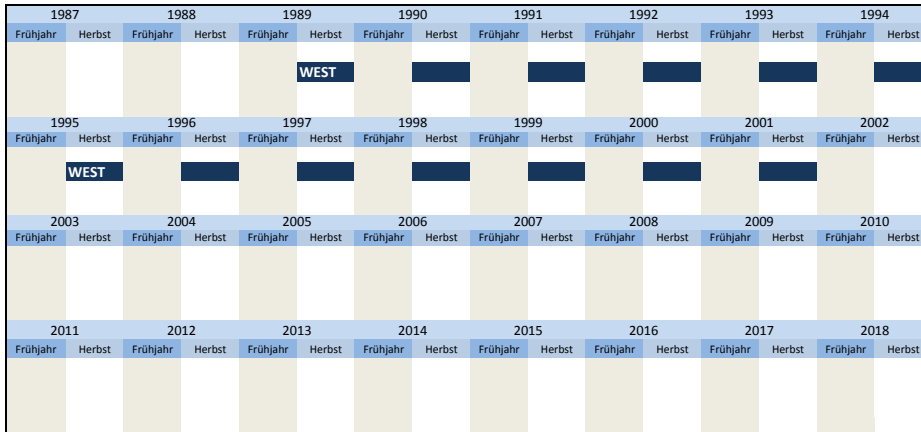 1987 1988 1989 1990 1991 1992 1993 1994
Frühjahr Herbst Frühjahr Herbst Frühjahr Herbst Frühjahr Herbst Frühjahr Herbst Frühjahr Herbst Frühjahr Herbst Frühjahr Herbst
WEST
1995 1996 1997 1998 1999 2000 2001 2002
Frühjahr Herbst Frühjahr Herbst Frühjahr Herbst Frühjahr Herbst Frühjahr Herbst Frühjahr Herbst Frühjahr Herbst Frühjahr Herbst
WEST
2003 2004 2005 2006 2007 2008 2009 2010
Frühjahr Herbst Frühjahr Herbst Frühjahr Herbst Frühjahr Herbst Frühjahr Herbst Frühjahr Herbst Frühjahr Herbst Frühjahr Herbst
2011 2012 2013 2014 2015 2016 2017 2018
Frühjahr Herbst Frühjahr Herbst Frühjahr Herbst Frühjahr Herbst Frühjahr Herbst Frühjahr Herbst Frühjahr Herbst Frühjahr Herbst